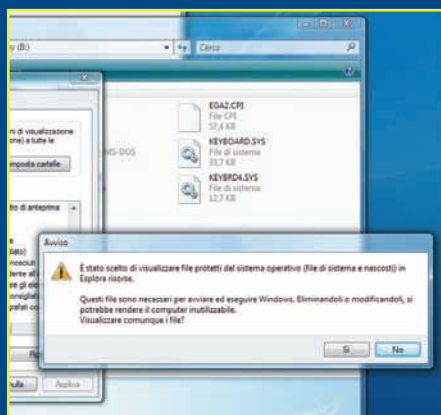 (B:)
Cerca
EGA2.CPI
File CPI
57,4 KB
MS-DOS
KEYBOARD.SYS
File di sistema
33,7 KB
KEYBRD4.SYS
File di sistema
12,7 KB
ni di visualizzazione
a tutte le
mposta cartelle
di anteprima
Avviso
È stato scelto di visualizzare file protetti del sistema operativo (file di sistema e nascosti) in
Esplora risorse.
Questi file sono necessari per avviare ed eseguire Windows. Eliminandoli o modificandoli, si
potrebbe rendere il computer inutilizzabile.
Visualizzare comunque i file?
Sì
No
nulla
Applica